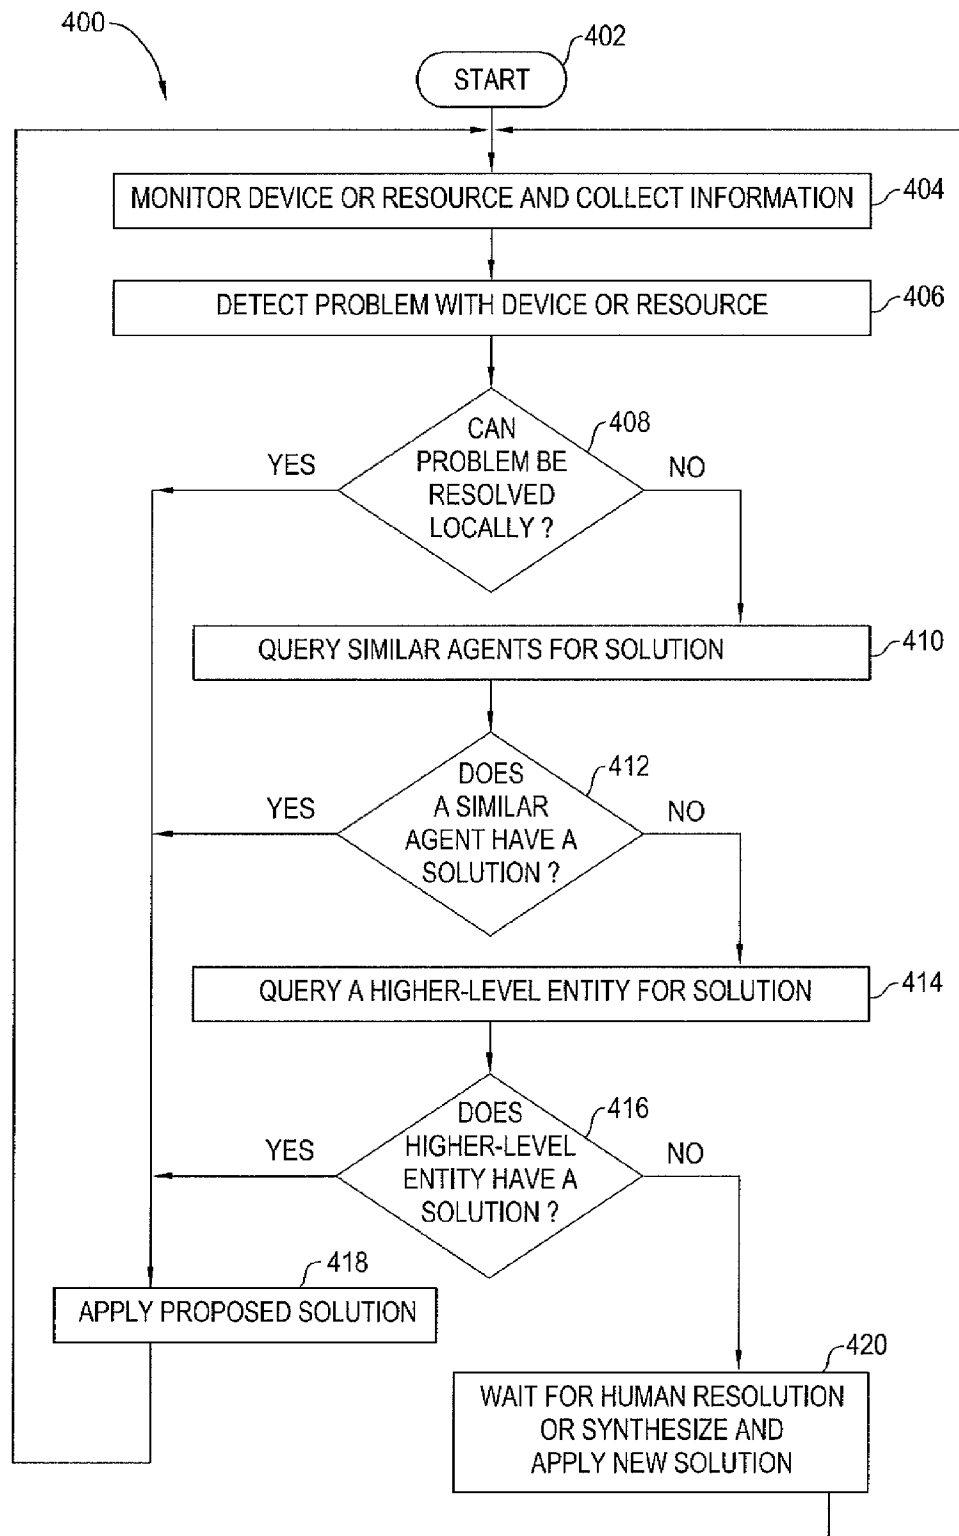 400
402
START
MONITOR DEVICE OR RESOURCE AND COLLECT INFORMATION
404
DETECT PROBLEM WITH DEVICE OR RESOURCE
406
CAN
PROBLEM BE
RESOLVED
LOCALLY ?
408
YES
NO
QUERY SIMILAR AGENTS FOR SOLUTION
410
DOES
A SIMILAR
AGENT HAVE A
SOLUTION ?
412
YES
NO
QUERY A HIGHER-LEVEL ENTITY FOR SOLUTION
414
DOES
HIGHER-LEVEL
ENTITY HAVE A
SOLUTION ?
416
YES
NO
418
APPLY PROPOSED SOLUTION
420
WAIT FOR HUMAN RESOLUTION
OR SYNTHESIZE AND
APPLY NEW SOLUTION